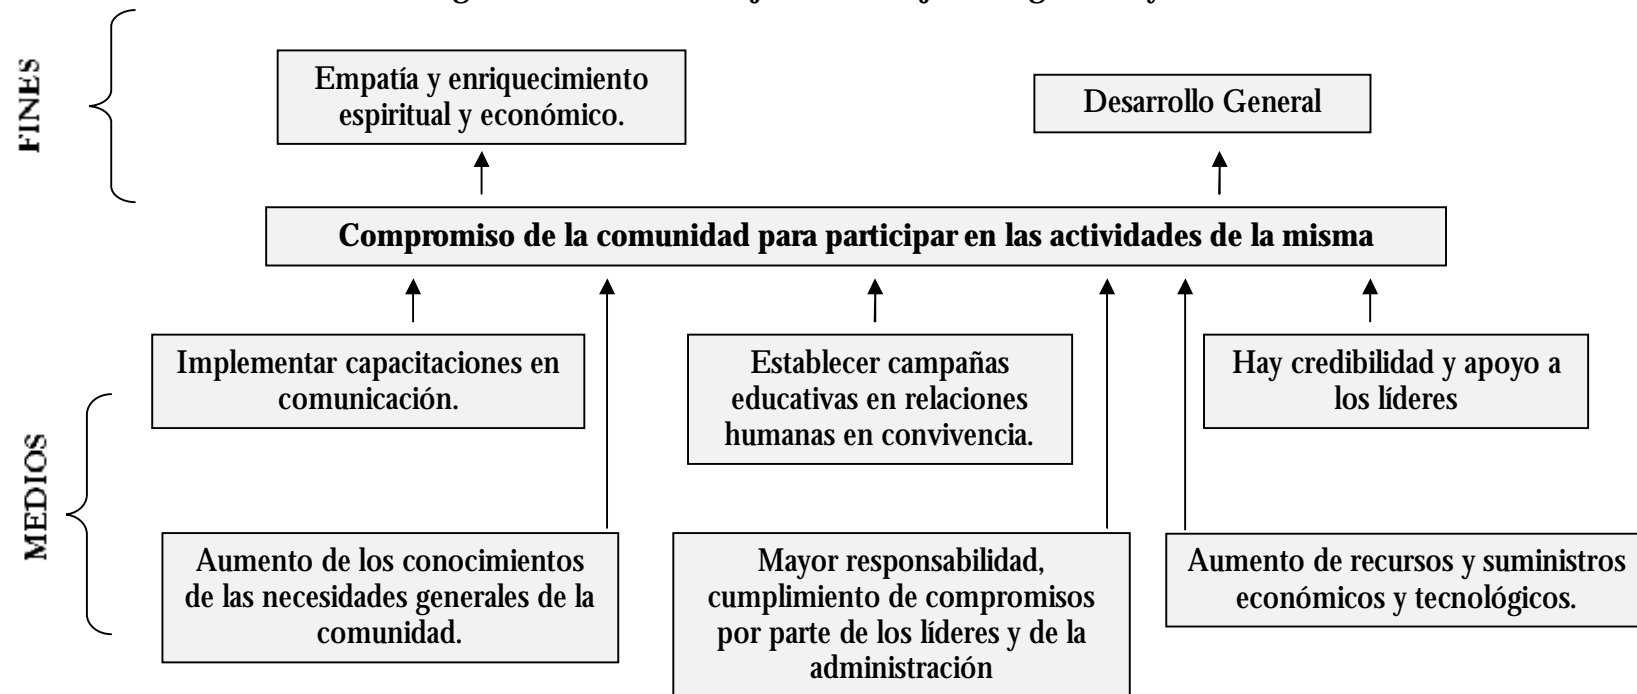 FINES
Empatía y enriquecimiento
espiritual y económico.
Desarrollo General
Compromiso de la comunidad para participar en las actividades de la misma
MEDIOS
Implementar capacitaciones en
comunicación.
Establecer campañas
educativas en relaciones
humanas en convivencia.
Hay credibilidad y apoyo a
los líderes
Aumento de los conocimientos
de las necesidades generales de la
comunidad.
Mayor responsabilidad,
cumplimiento de compromisos
por parte de los líderes y de la
administración
Aumento de recursos y suministros
económicos y tecnológicos.